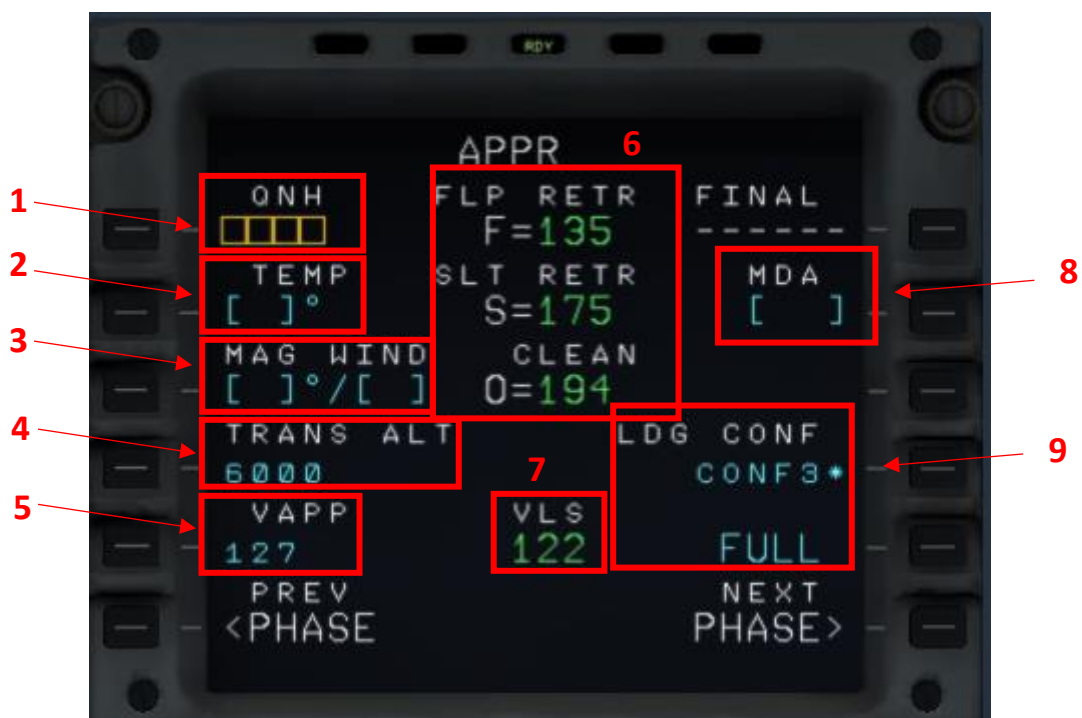 RDY
APPR 6
1 QNH FLP RETR FINAL
□□□□ F=135 ------
2 TEMP SLT RETR MDA 8
[ ]° S=175 [ ]
3 MAG WIND CLEAN
[ ]°/[ ] O=194
4 TRANS ALT LDG CONF
6000 7 CONF3* 9
5 VAPP VLS
127 122 FULL
PREV NEXT
<PHASE PHASE>